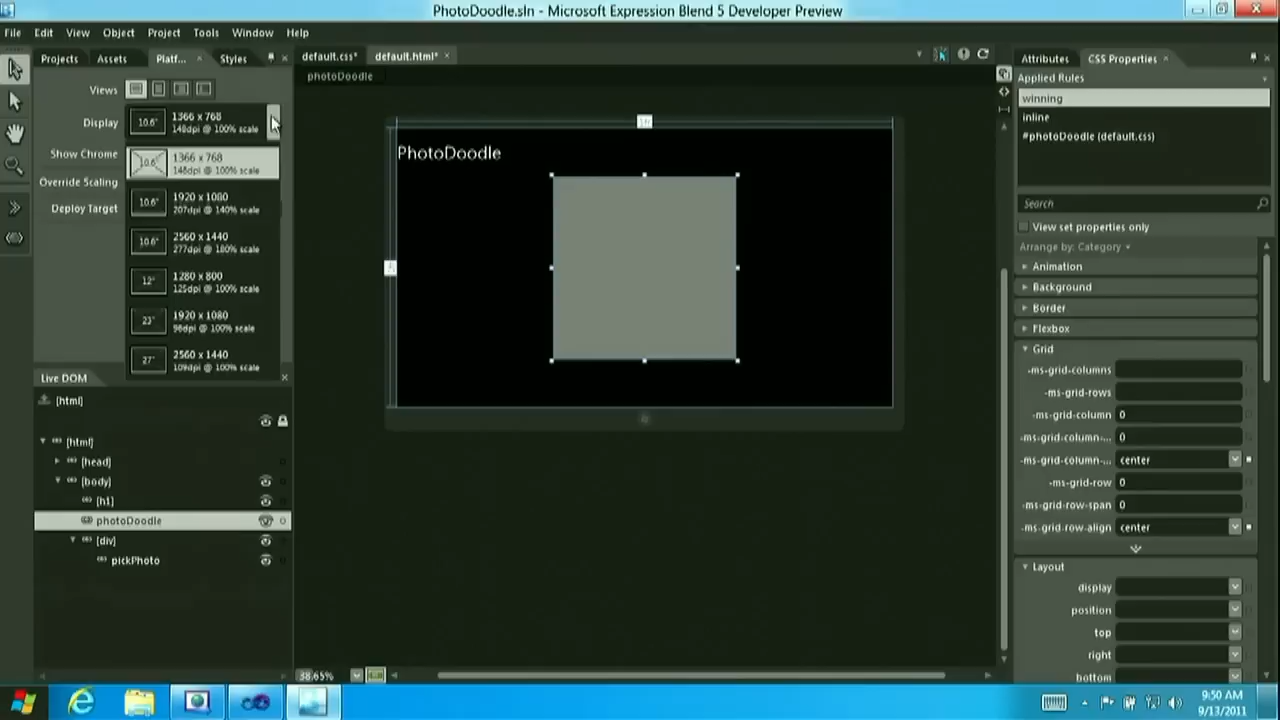 PhotoDoodle.sln - Microsoft Expression Blend 5 Developer Preview
File Edit View Object Project Tools Window Help
Projects Assets Platf... × Styles
default.css* default.html* ×
photoDoodle
Views
Display
10.6" 1366 x 768
148dpi @ 100% scale
Show Chrome
Override Scaling
Deploy Target
10.6" 1366 x 768
148dpi @ 100% scale
10.6" 1920 x 1080
207dpi @ 140% scale
10.6" 2560 x 1440
277dpi @ 180% scale
12" 1280 x 800
125dpi @ 100% scale
23" 1920 x 1080
96dpi @ 100% scale
27" 2560 x 1440
109dpi @ 100% scale
Live DOM
[html]
[html]
[head]
[body]
[h1]
photoDoodle
[div]
pickPhoto
PhotoDoodle
38.65%
Attributes CSS Properties ×
Applied Rules
winning
inline
#photoDoodle (default.css)
Search
View set properties only
Arrange by: Category
Animation
Background
Border
Flexbox
Grid
-ms-grid-columns
-ms-grid-rows
-ms-grid-column 0
-ms-grid-column-... 0
-ms-grid-column-... center
-ms-grid-row 0
-ms-grid-row-span 0
-ms-grid-row-align center
Layout
display
position
top
right
bottom
9:50 AM
9/13/2011